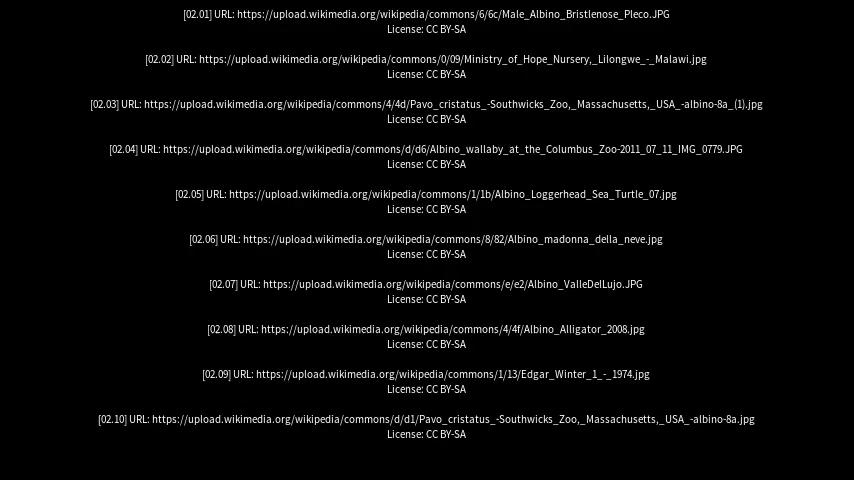 [02.01] URL: https://upload.wikimedia.org/wikipedia/commons/6/6c/Male_Albino_Bristlenose_Pleco.JPG
License: CC BY-SA
[02.02] URL: https://upload.wikimedia.org/wikipedia/commons/0/09/Ministry_of_Hope_Nursery,_Lilongwe_-_Malawi.jpg
License: CC BY-SA
[02.03] URL: https://upload.wikimedia.org/wikipedia/commons/4/4d/Pavo_cristatus_-Southwicks_Zoo,_Massachusetts,_USA_-albino-8a_(1).jpg
License: CC BY-SA
[02.04] URL: https://upload.wikimedia.org/wikipedia/commons/d/d6/Albino_wallaby_at_the_Columbus_Zoo-2011_07_11_IMG_0779.JPG
License: CC BY-SA
[02.05] URL: https://upload.wikimedia.org/wikipedia/commons/1/1b/Albino_Loggerhead_Sea_Turtle_07.jpg
License: CC BY-SA
[02.06] URL: https://upload.wikimedia.org/wikipedia/commons/8/82/Albino_madonna_della_neve.jpg
License: CC BY-SA
[02.07] URL: https://upload.wikimedia.org/wikipedia/commons/e/e2/Albino_ValleDelLujo.JPG
License: CC BY-SA
[02.08] URL: https://upload.wikimedia.org/wikipedia/commons/4/4f/Albino_Alligator_2008.jpg
License: CC BY-SA
[02.09] URL: https://upload.wikimedia.org/wikipedia/commons/1/13/Edgar_Winter_1_-_1974.jpg
License: CC BY-SA
[02.10] URL: https://upload.wikimedia.org/wikipedia/commons/d/d1/Pavo_cristatus_-Southwicks_Zoo,_Massachusetts,_USA_-albino-8a.jpg
License: CC BY-SA